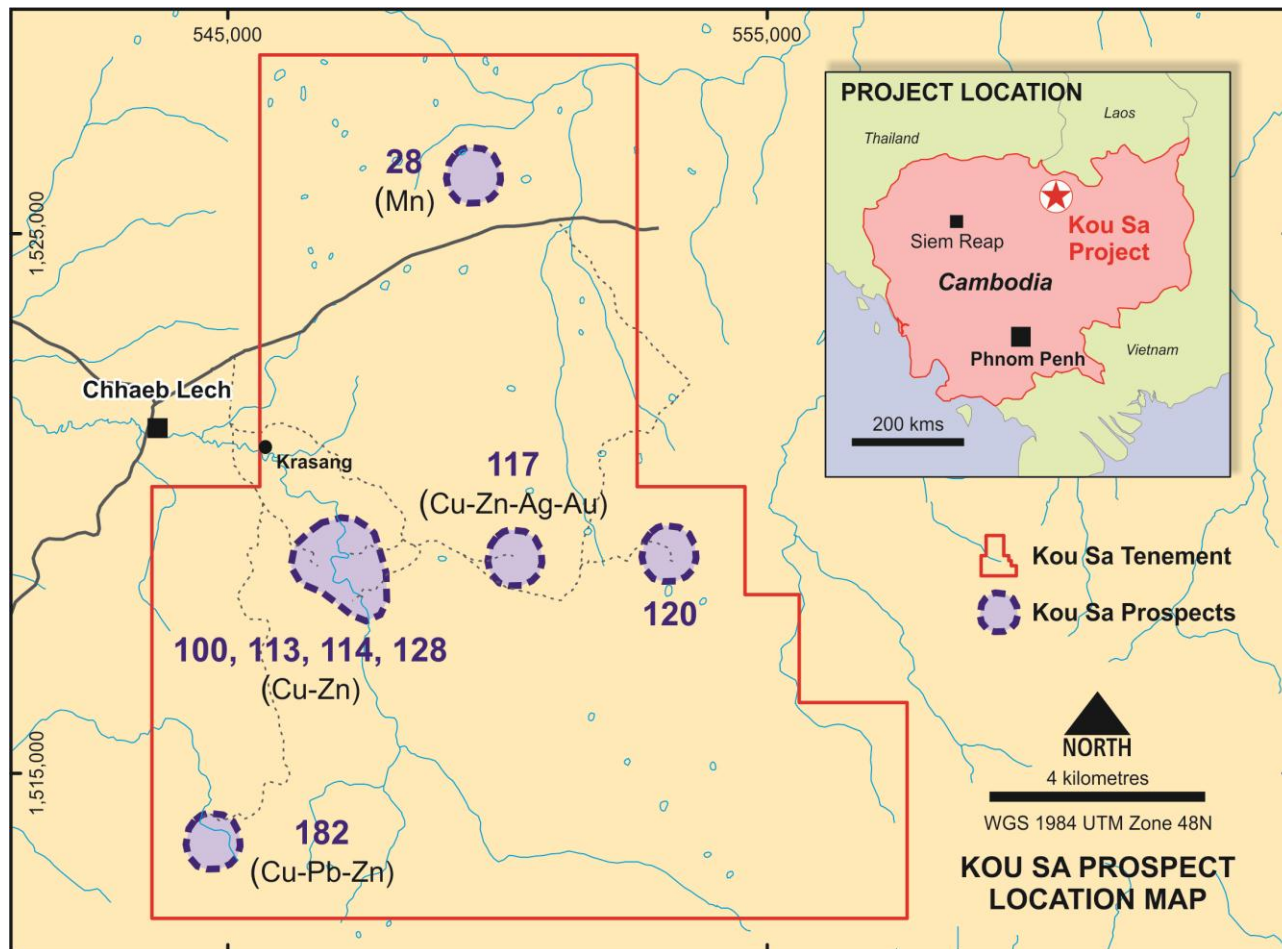 545,000
555,000
1,525,000
1,515,000
28
(Mn)
Chhaeb Lech
Krasang
117
(Cu-Zn-Ag-Au)
120
100, 113, 114, 128
(Cu-Zn)
182
(Cu-Pb-Zn)
PROJECT LOCATION
Laos
Thailand
Siem Reap
Kou Sa
Project
Cambodia
Phnom Penh
Vietnam
200 kms
Kou Sa Tenement
Kou Sa Prospects
NORTH
4 kilometres
WGS 1984 UTM Zone 48N
KOU SA PROSPECT
LOCATION MAP